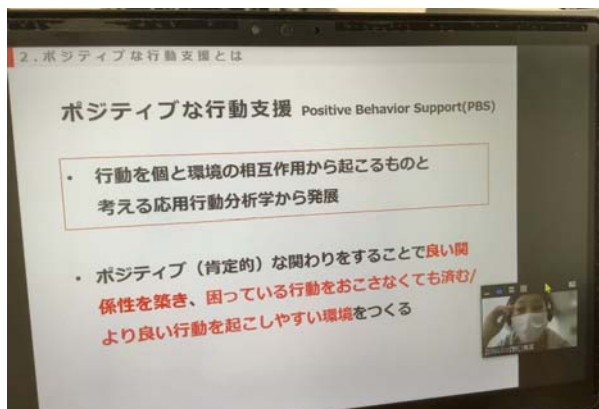 2.ポジティブな行動支援とは
ポジティブな行動支援 Positive Behavior Support(PBS)
・ 行動を個と環境の相互作用から起こるものと
考える応用行動分析学から発展
・ ポジティブ（肯定的）な関わりをすることで良い関
係性を築き、困っている行動をおこさなくても済む/
より良い行動を起こしやすい環境をつくる